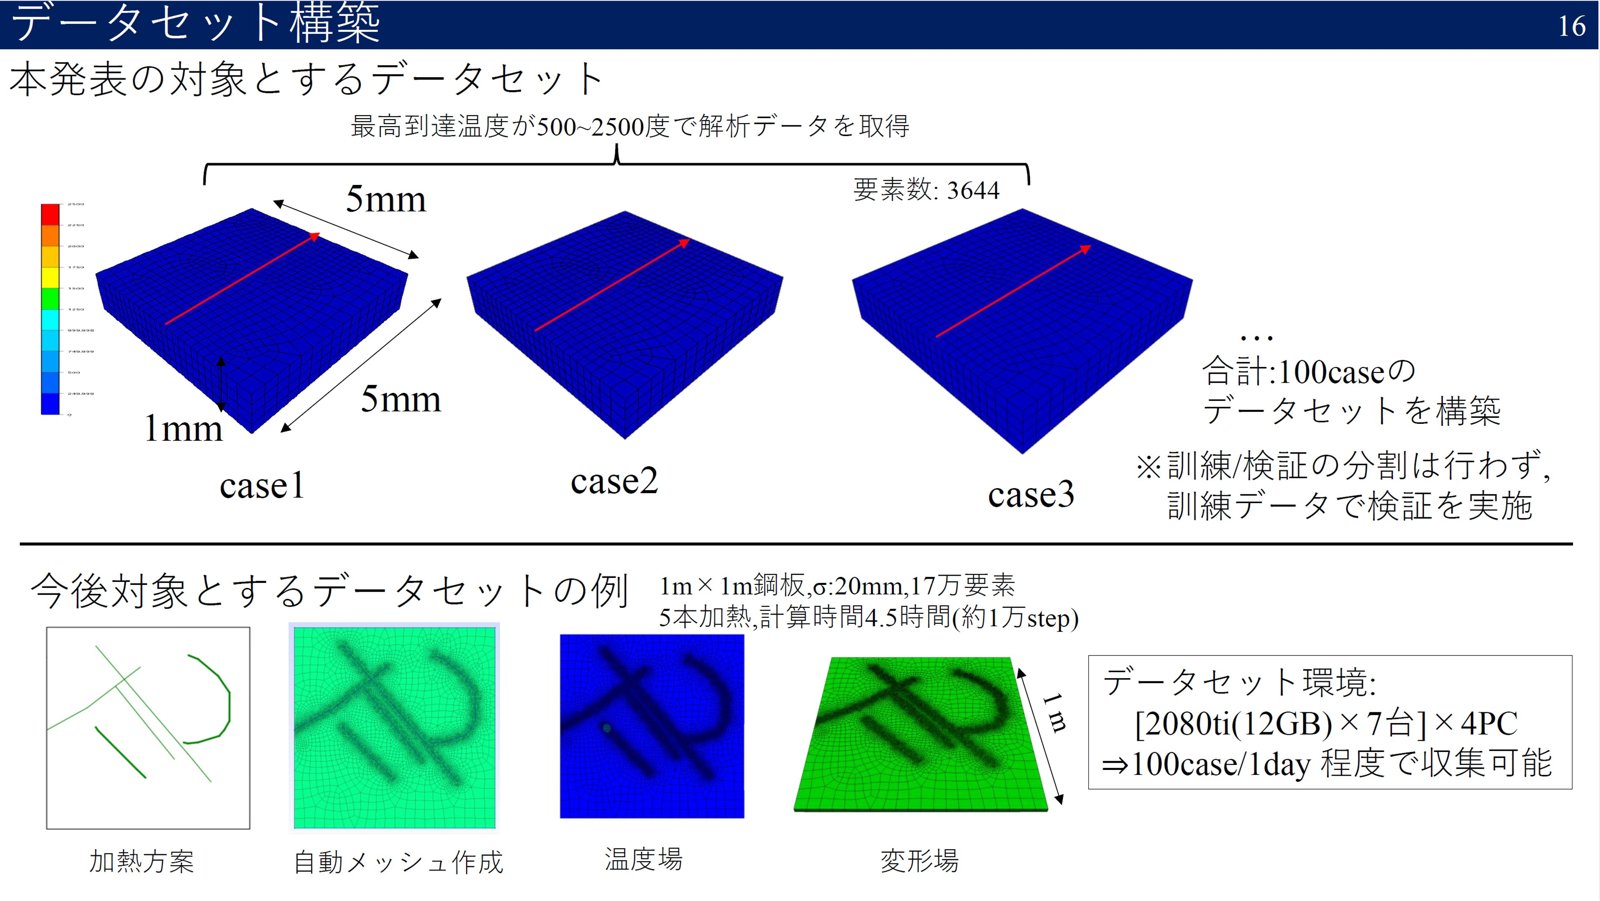 データセット構築
16
本発表の対象とするデータセット
最高到達温度が500~2500度で解析データを取得
要素数: 3644
5mm
5mm
1mm
case1
case2
case3
…
合計:100caseの
データセットを構築
※訓練/検証の分割は行わず,
訓練データで検証を実施
今後対象とするデータセットの例
1m×1m鋼板,σ:20mm,17万要素
5本加熱,計算時間4.5時間(約1万step)
1m
データセット環境:
[2080ti(12GB)×7台]×4PC
⇒100case/1day 程度で収集可能
加熱方案
自動メッシュ作成
温度場
変形場